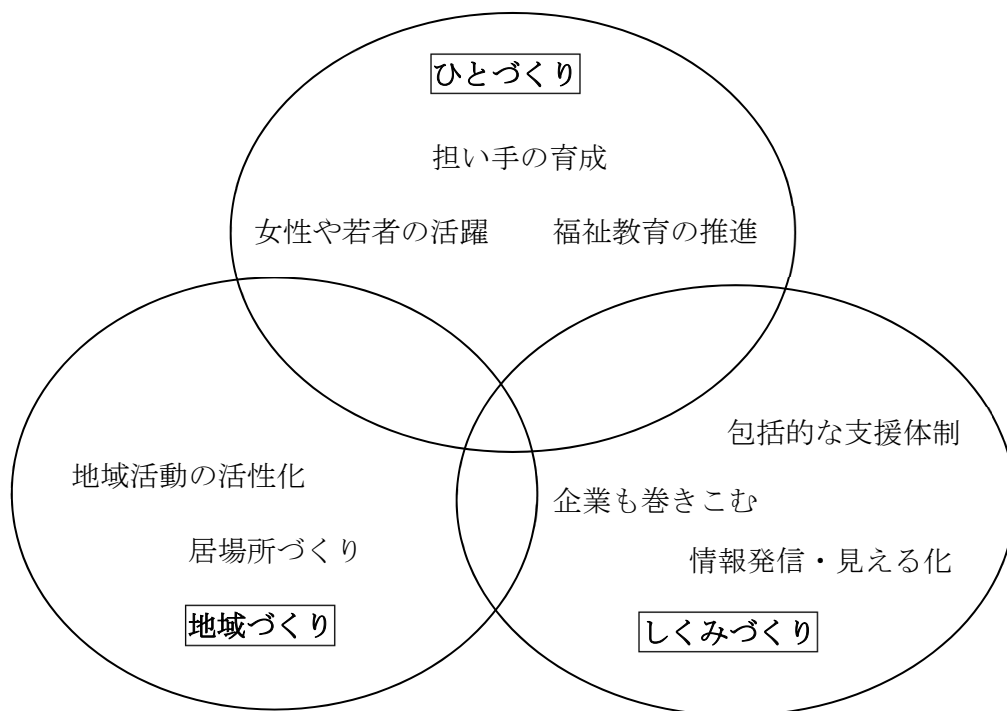 ひとづくり
担い手の育成
女性や若者の活躍
福祉教育の推進
地域活動の活性化
居場所づくり
地域づくり
包括的な支援体制
企業も巻きこむ
情報発信・見える化
しくみづくり